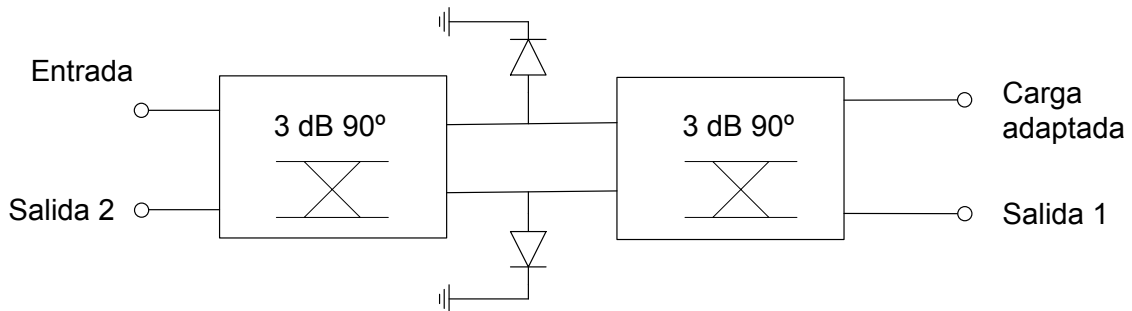 Entrada
3 dB 90º
3 dB 90º
Carga
adaptada
Salida 2
Salida 1